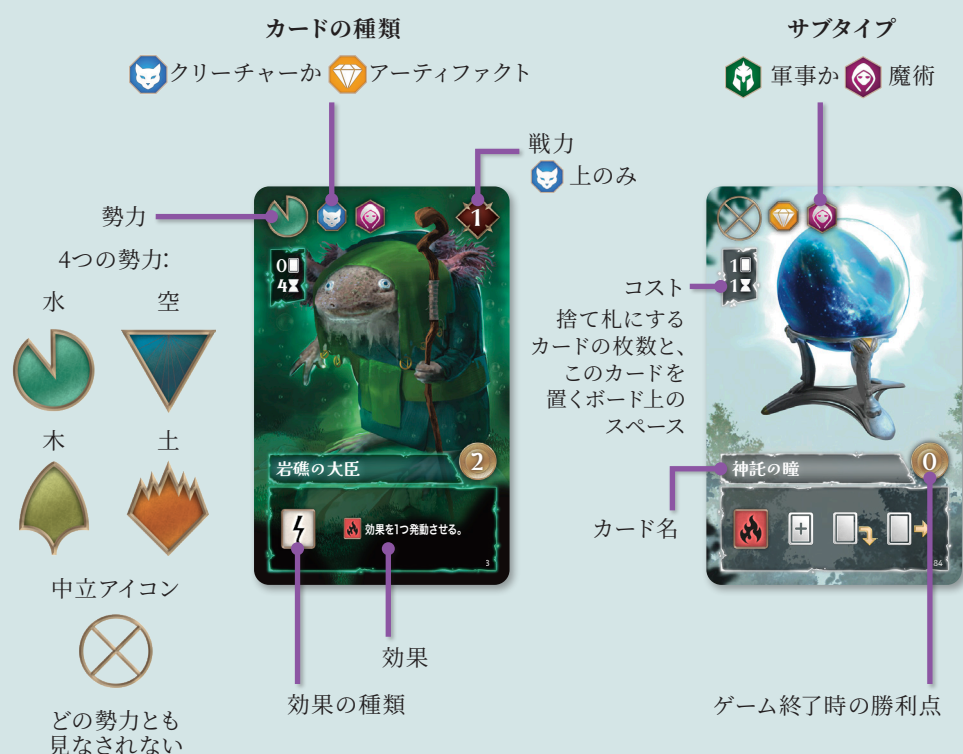 カードの種類
クリーチャーか アーティファクト
サブタイプ
軍事か 魔術
戦力
上のみ
勢力
4つの勢力:
水 空
木 土
中立アイコン
どの勢力とも
見なされない
1
0
4
岩礁の大臣
2
効果を1つ発動させる。
3
効果
効果の種類
コスト
捨て札にする
カードの枚数と、
このカードを
置くボード上の
スペース
1
1
神託の瞳
0
84
カード名
ゲーム終了時の勝利点